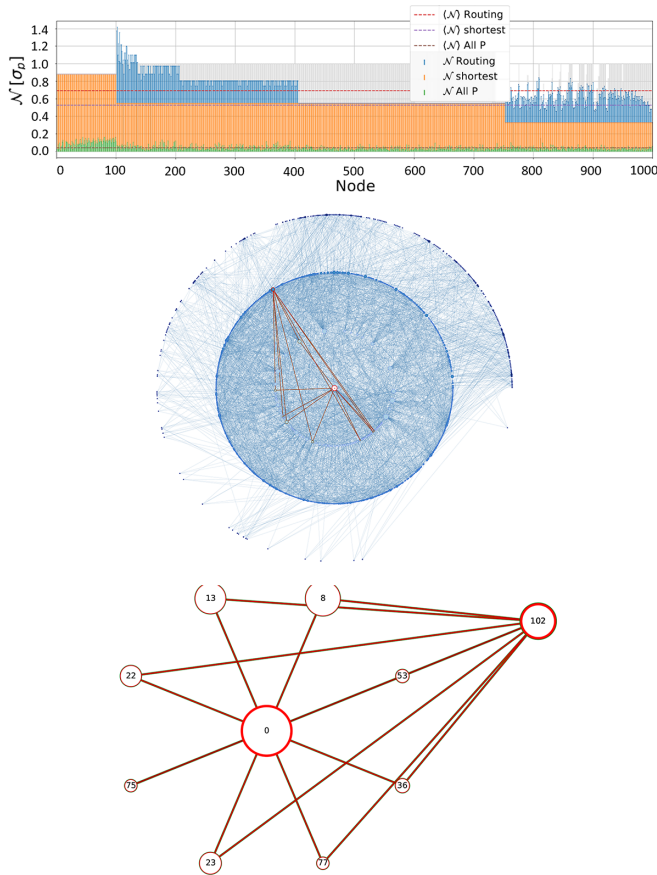 ⟨𝒩⟩ Routing
⟨𝒩⟩ shortest
⟨𝒩⟩ All P
𝒩 Routing
𝒩 shortest
𝒩 All P
𝒩 [σₚ]
1.4
1.2
1.0
0.8
0.6
0.4
0.2
0.0
0 100 200 300 400 500 600 700 800 900 1000
Node
13 8
102
22 53
0
75 36
23 77